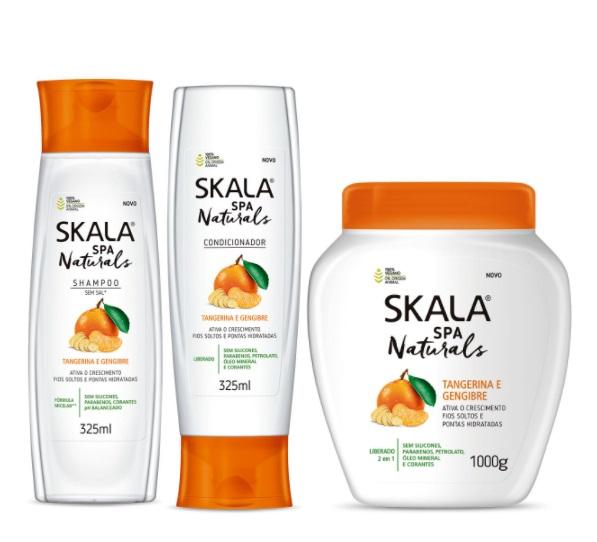 100%
VEGANO
OU ORIGEM
ANIMAL
NOVO
SKALA®
SPA
Naturals
SHAMPOO
SEM SAL*
TANGERINA E GENGIBRE
ATIVA O CRESCIMENTO
FIOS SOLTOS E PONTAS HIDRATADAS
FÓRMULA
MICELAR**
SEM SILICONES,
PARABENOS, CORANTES
pH BALANCEADO
325ml
100%
VEGANO
NOVO
SKALA®
SPA
Naturals
CONDICIONADOR
TANGERINA E GENGIBRE
ATIVA O CRESCIMENTO
FIOS SOLTOS E PONTAS HIDRATADAS
LIBERADO
SEM SILICONES,
PARABENOS, PETROLATO,
ÓLEO MINERAL
E CORANTES
325ml
100%
VEGANO
NOVO
SKALA®
SPA
Naturals
TANGERINA E
GENGIBRE
ATIVA O CRESCIMENTO
FIOS SOLTOS E
PONTAS HIDRATADAS
LIBERADO
2 em 1
SEM SILICONES,
PARABENOS, PETROLATO,
ÓLEO MINERAL
E CORANTES
1000g